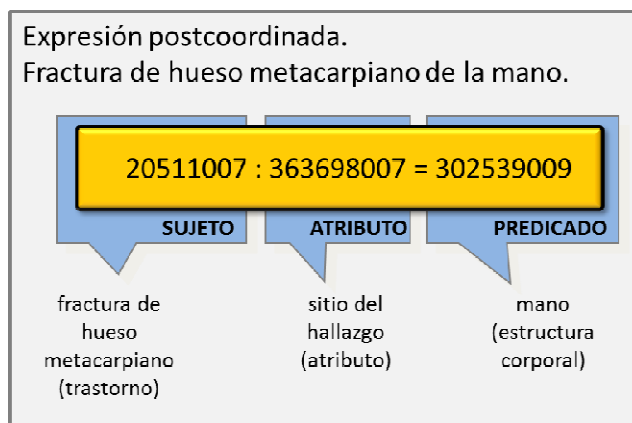 Expresión postcoordinada.
Fractura de hueso metacarpiano de la mano.
20511007 : 363698007 = 302539009
SUJETO
ATRIBUTO
PREDICADO
fractura de
hueso
metacarpiano
(trastorno)
sitio del
hallazgo
(atributo)
mano
(estructura
corporal)